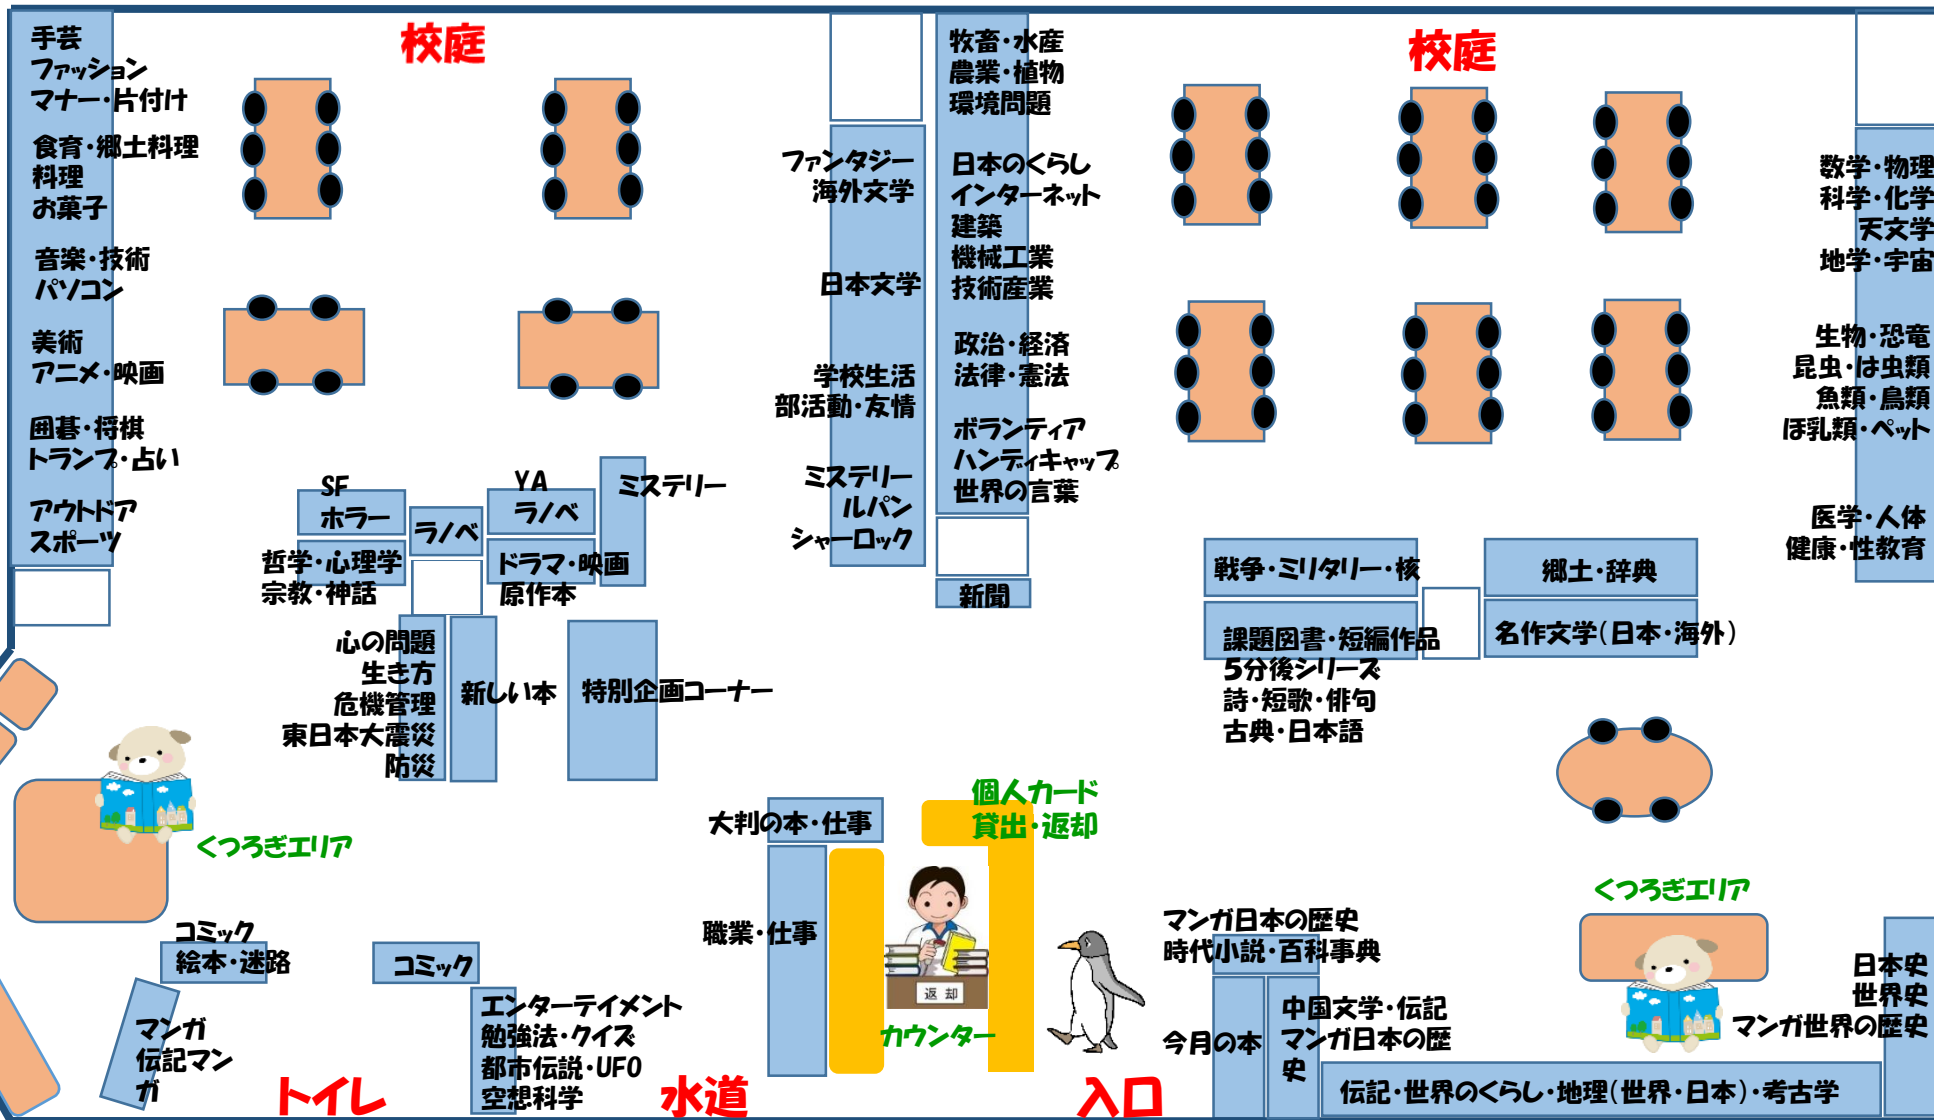 校庭
校庭
手芸
ファッション
マナー・片付け
食育・郷土料理
料理
お菓子
音楽・技術
パソコン
美術
アニメ・映画
囲碁・将棋
トランプ・占い
アウトドア
スポーツ
SF
ホラー
ラノベ
YA
ラノベ
ミステリー
哲学・心理学
宗教・神話
ドラマ・映画
原作本
心の問題
生き方
危機管理
東日本大震災
防災
新しい本
特別企画コーナー
ファンタジー
海外文学
日本文学
学校生活
部活動・友情
ミステリー
ルパン
シャーロック
牧畜・水産
農業・植物
環境問題
日本のくらし
インターネット
建築
機械工業
技術産業
政治・経済
法律・憲法
ボランティア
ハンディキャップ
世界の言葉
新聞
数学・物理
科学・化学
天文学
地学・宇宙
生物・恐竜
昆虫・は虫類
魚類・鳥類
ほ乳類・ペット
医学・人体
健康・性教育
戦争・ミリタリー・核
郷土・辞典
課題図書・短編作品
5分後シリーズ
詩・短歌・俳句
古典・日本語
名作文学(日本・海外)
くつろぎエリア
コミック
絵本・迷路
マンガ
伝記マン
ガ
コミック
エンターテイメント
勉強法・クイズ
都市伝説・UFO
空想科学
トイレ
水道
大判の本・仕事
職業・仕事
個人カード
貸出・返却
返却
カウンター
入口
マンガ日本の歴史
時代小説・百科事典
今月の本
中国文学・伝記
マンガ日本の歴
史
くつろぎエリア
日本史
世界史
マンガ世界の歴史
伝記・世界のくらし・地理(世界・日本)・考古学